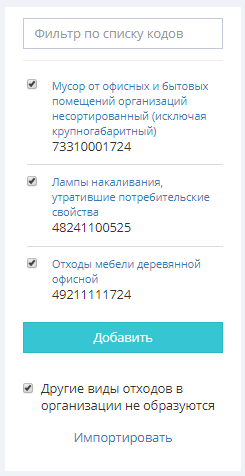 Фильтр по списку кодов
Мусор от офисных и бытовых
помещений организаций
несортированный (исключая
крупногабаритный)
73310001724
Лампы накаливания,
утратившие потребительские
свойства
48241100525
Отходы мебели деревянной
офисной
49211111724
Добавить
Другие виды отходов в
организации не образуются
Импортировать